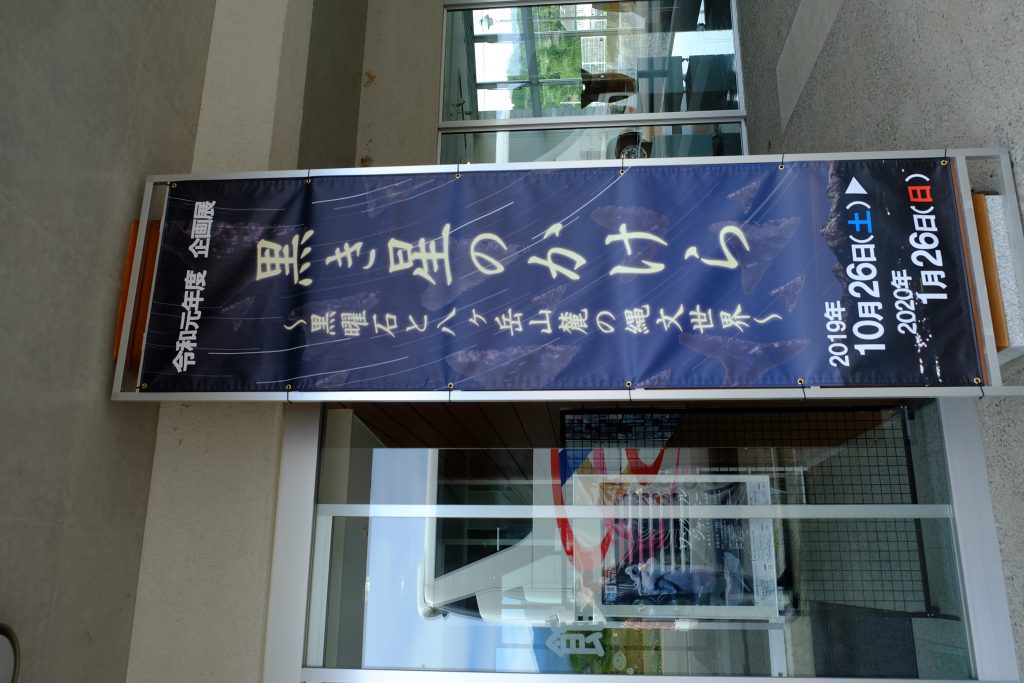 令和元年度 企画展
黒き星のかけら
~黒曜石と八ヶ岳山麓の縄文世界~
2019年
10月26日(土)▶
2020年
1月26日(日)
館